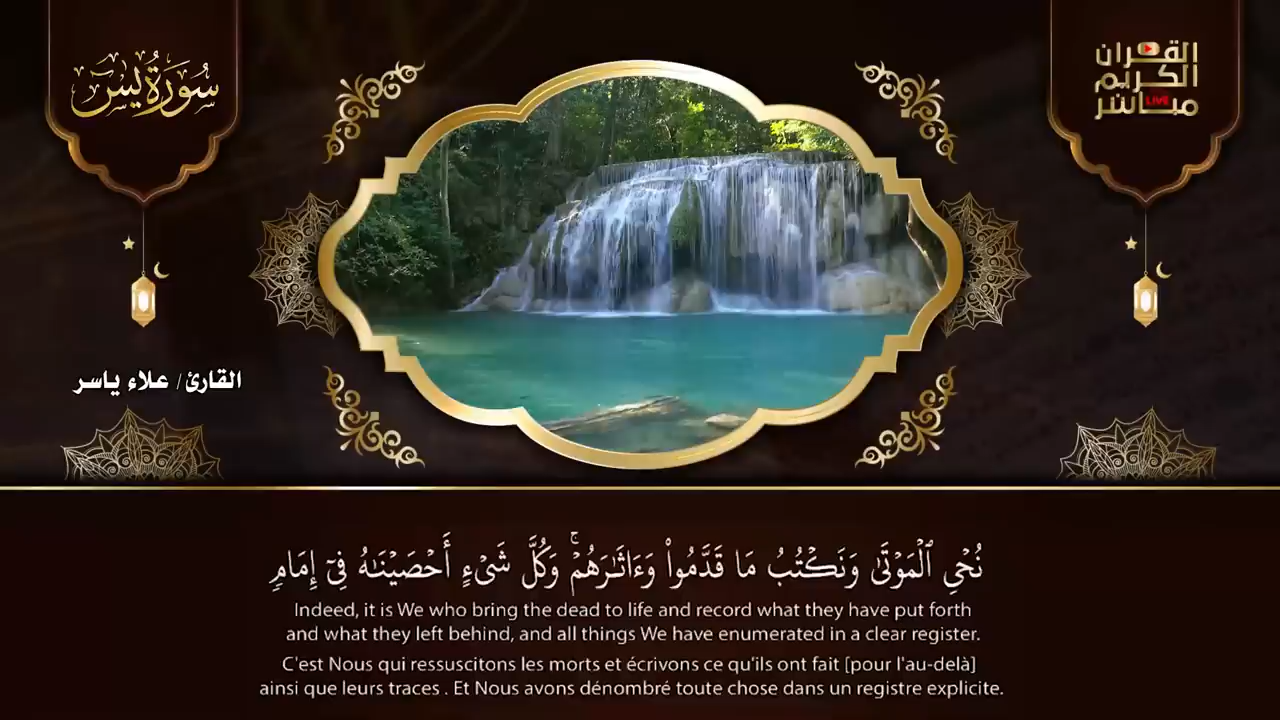 سُورَةُ يسٓ
القرآن
الكريم
مباشر
LIVE
القارئ/ علاء ياسر
نُحْىِ ٱلْمَوْتَىٰ وَنَكْتُبُ مَا قَدَّمُوا۟ وَءَاثَـٰرَهُمْ ۚ وَكُلَّ شَىْءٍ أَحْصَيْنَـٰهُ فِىٓ إِمَامٍ
Indeed, it is We who bring the dead to life and record what they have put forth
and what they left behind, and all things We have enumerated in a clear register.
C'est Nous qui ressuscitons les morts et écrivons ce qu'ils ont fait [pour l'au-delà]
ainsi que leurs traces . Et Nous avons dénombré toute chose dans un registre explicite.